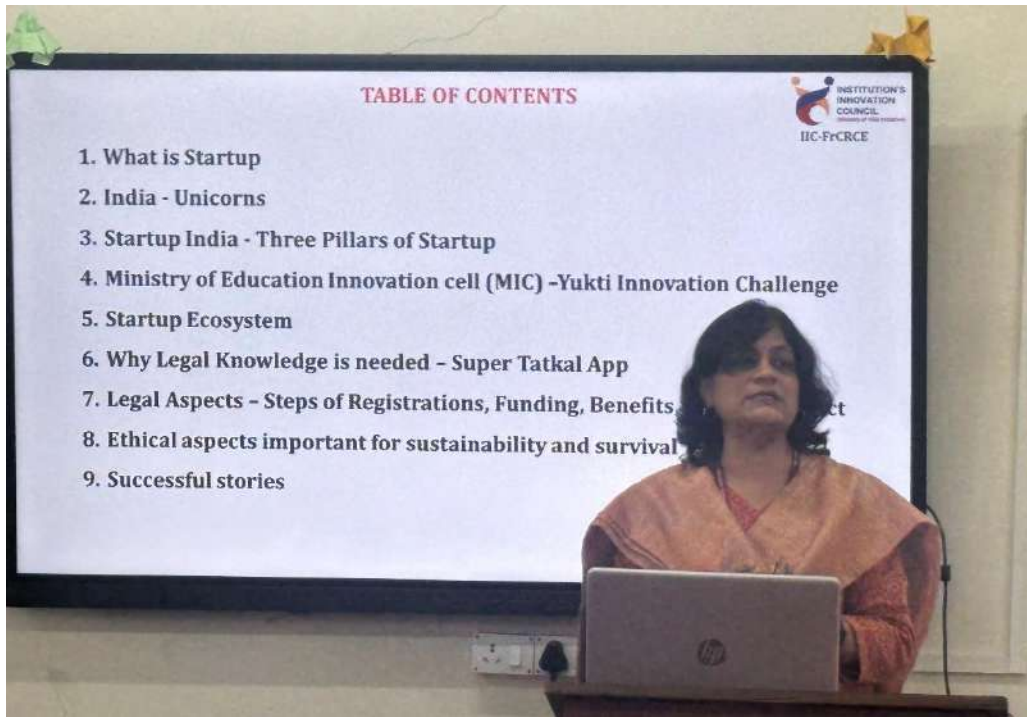 TABLE OF CONTENTS
INSTITUTION'S
INNOVATION
COUNCIL
IIC-FrCRCE
1. What is Startup
2. India - Unicorns
3. Startup India - Three Pillars of Startup
4. Ministry of Education Innovation cell (MIC) –Yukti Innovation Challenge
5. Startup Ecosystem
6. Why Legal Knowledge is needed – Super Tatkal App
7. Legal Aspects – Steps of Registrations, Funding, Benefits,
8. Ethical aspects important for sustainability and survival
9. Successful stories
hp